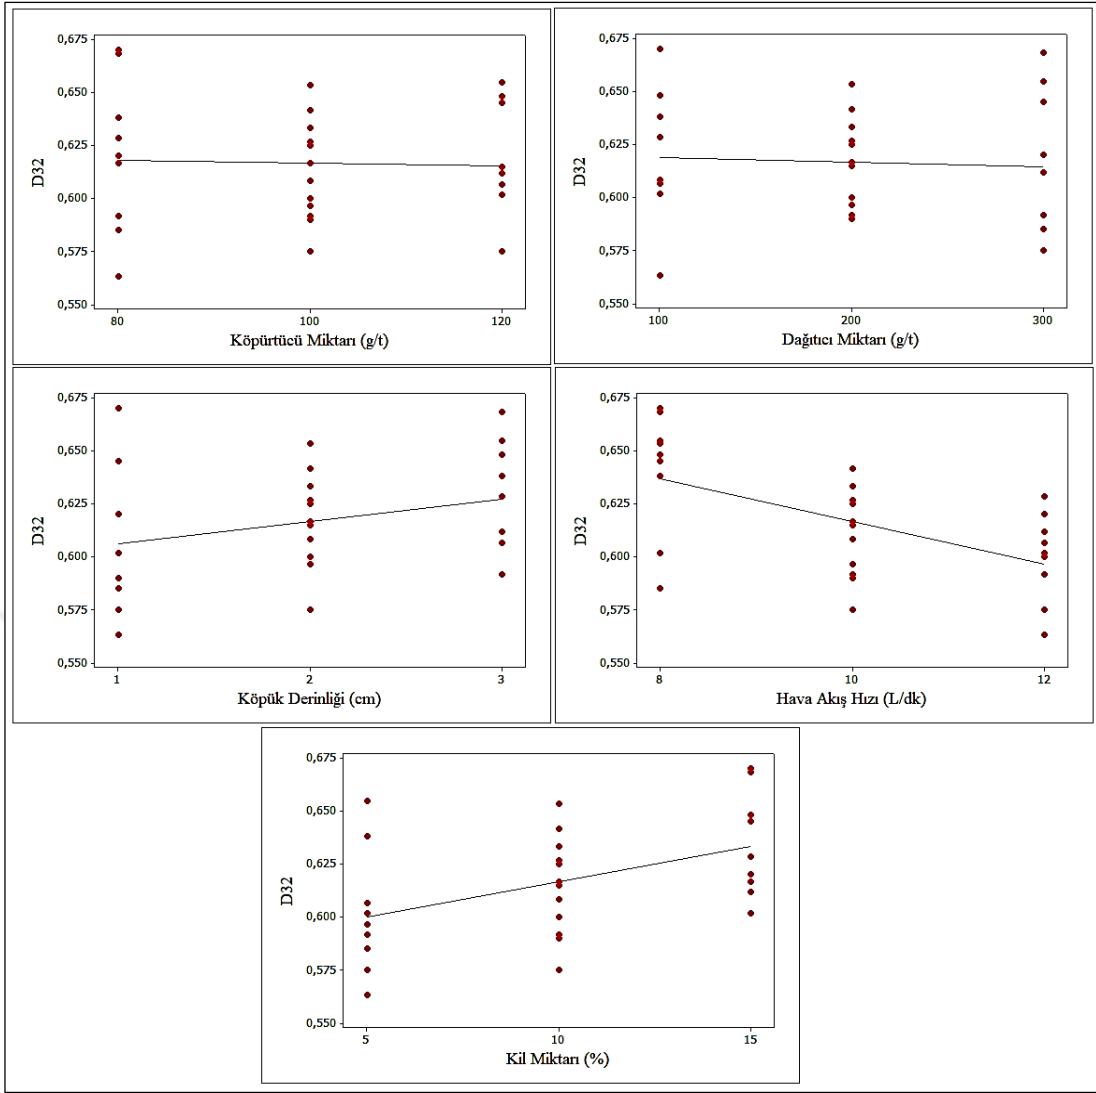 0,675
0,650
0,625
0,600
0,575
0,550
D32
80 100 120
Köpürtücü Miktarı (g/t)
0,675
0,650
0,625
0,600
0,575
0,550
D32
100 200 300
Dağıtıcı Miktarı (g/t)
0,675
0,650
0,625
0,600
0,575
0,550
D32
1 2 3
Köpük Derinliği (cm)
0,675
0,650
0,625
0,600
0,575
0,550
D32
8 10 12
Hava Akış Hızı (L/dk)
0,675
0,650
0,625
0,600
0,575
0,550
D32
5 10 15
Kil Miktarı (%)